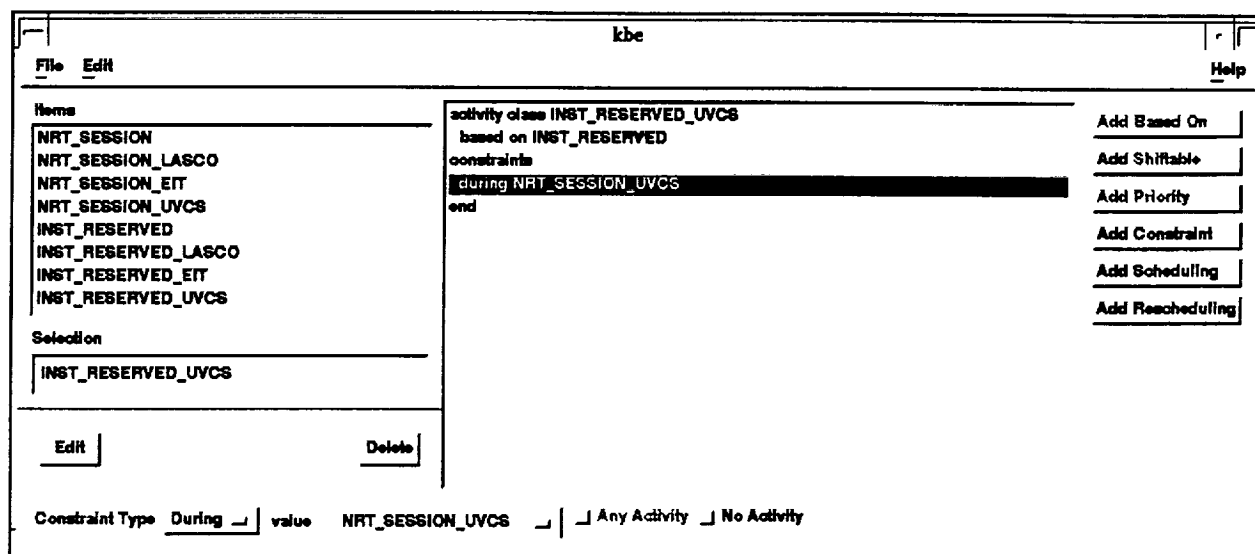 kbe
File Edit Help
Items
NRT_SESSION
NRT_SESSION_LASCO
NRT_SESSION_EIT
NRT_SESSION_UVCS
INST_RESERVED
INST_RESERVED_LASCO
INST_RESERVED_EIT
INST_RESERVED_UVCS
Selection
INST_RESERVED_UVCS
Edit Delete
activity class INST_RESERVED_UVCS
based on INST_RESERVED
constraints
during NRT_SESSION_UVCS
end
Add Based On
Add Shiftable
Add Priority
Add Constraint
Add Scheduling
Add Rescheduling
Constraint Type During value NRT_SESSION_UVCS Any Activity No Activity